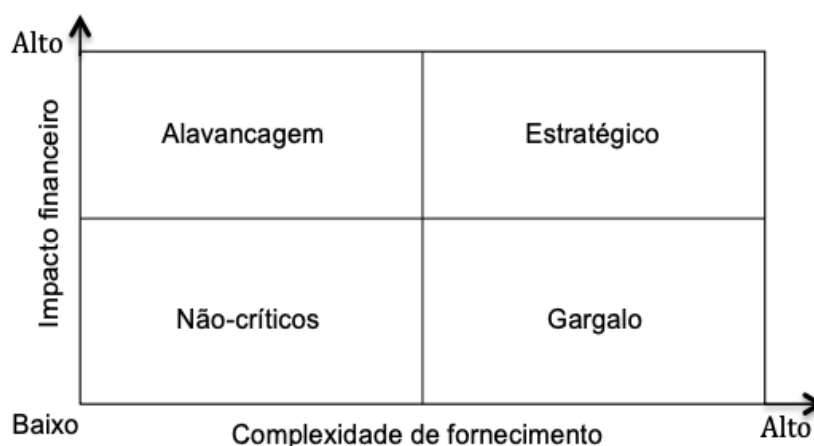 Alto
Impacto financeiro
Alavancagem
Estratégico
Não-críticos
Gargalo
Baixo
Complexidade de fornecimento
Alto